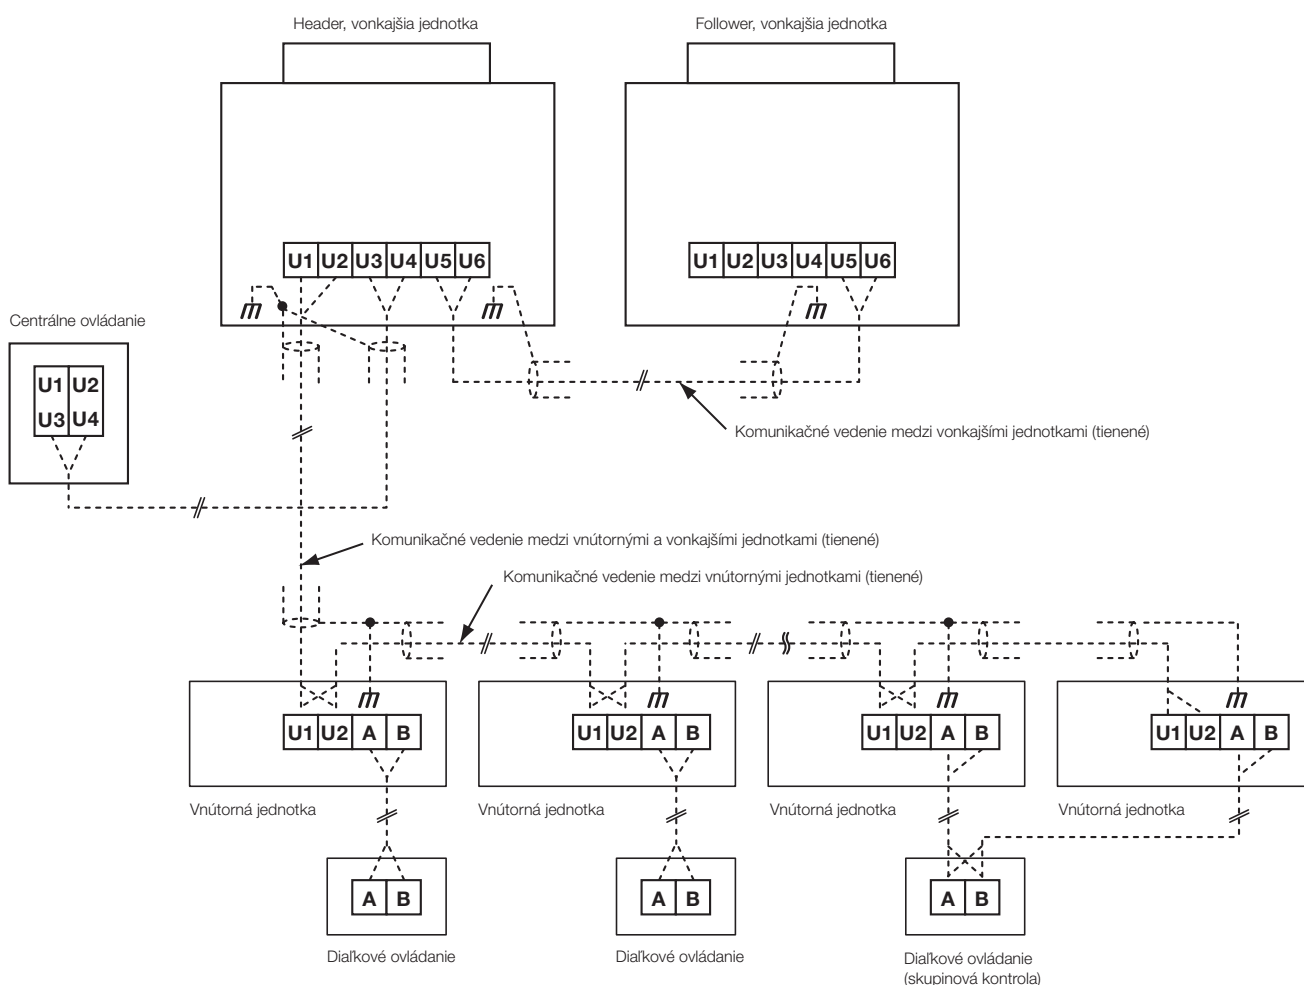 Header, vonkajšia jednotka
Follower, vonkajšia jednotka
U1 U2 U3 U4 U5 U6
U1 U2 U3 U4 U5 U6
Centrálne ovládanie
U1 U2
U3 U4
Komunikačné vedenie medzi vonkajšími jednotkami (tienené)
Komunikačné vedenie medzi vnútornými a vonkajšími jednotkami (tienené)
Komunikačné vedenie medzi vnútornými jednotkami (tienené)
U1 U2 A B
U1 U2 A B
U1 U2 A B
U1 U2 A B
Vnútorná jednotka
Vnútorná jednotka
Vnútorná jednotka
Vnútorná jednotka
A B
A B
A B
Diaľkové ovládanie
Diaľkové ovládanie
Diaľkové ovládanie
(skupinová kontrola)